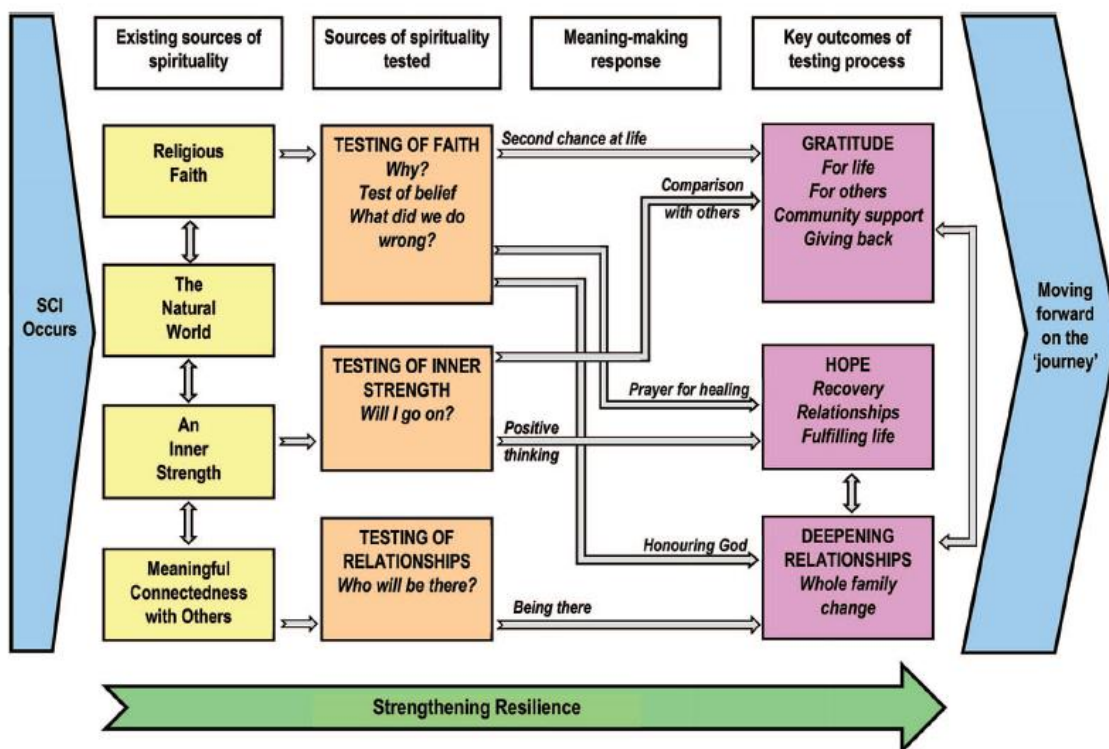 Existing sources of
spirituality
Sources of spirituality
tested
Meaning-making
response
Key outcomes of
testing process
SCI
Occurs
Religious
Faith
The
Natural
World
An
Inner
Strength
Meaningful
Connectedness
with Others
TESTING OF FAITH
Why?
Test of belief
What did we do
wrong?
TESTING OF INNER
STRENGTH
Will I go on?
TESTING OF
RELATIONSHIPS
Who will be there?
Second chance at life
Comparison
with others
Prayer for healing
Positive
thinking
Honouring God
Being there
GRATITUDE
For life
For others
Community support
Giving back
HOPE
Recovery
Relationships
Fulfilling life
DEEPENING
RELATIONSHIPS
Whole family
change
Moving
forward
on the
‘journey’
Strengthening Resilience